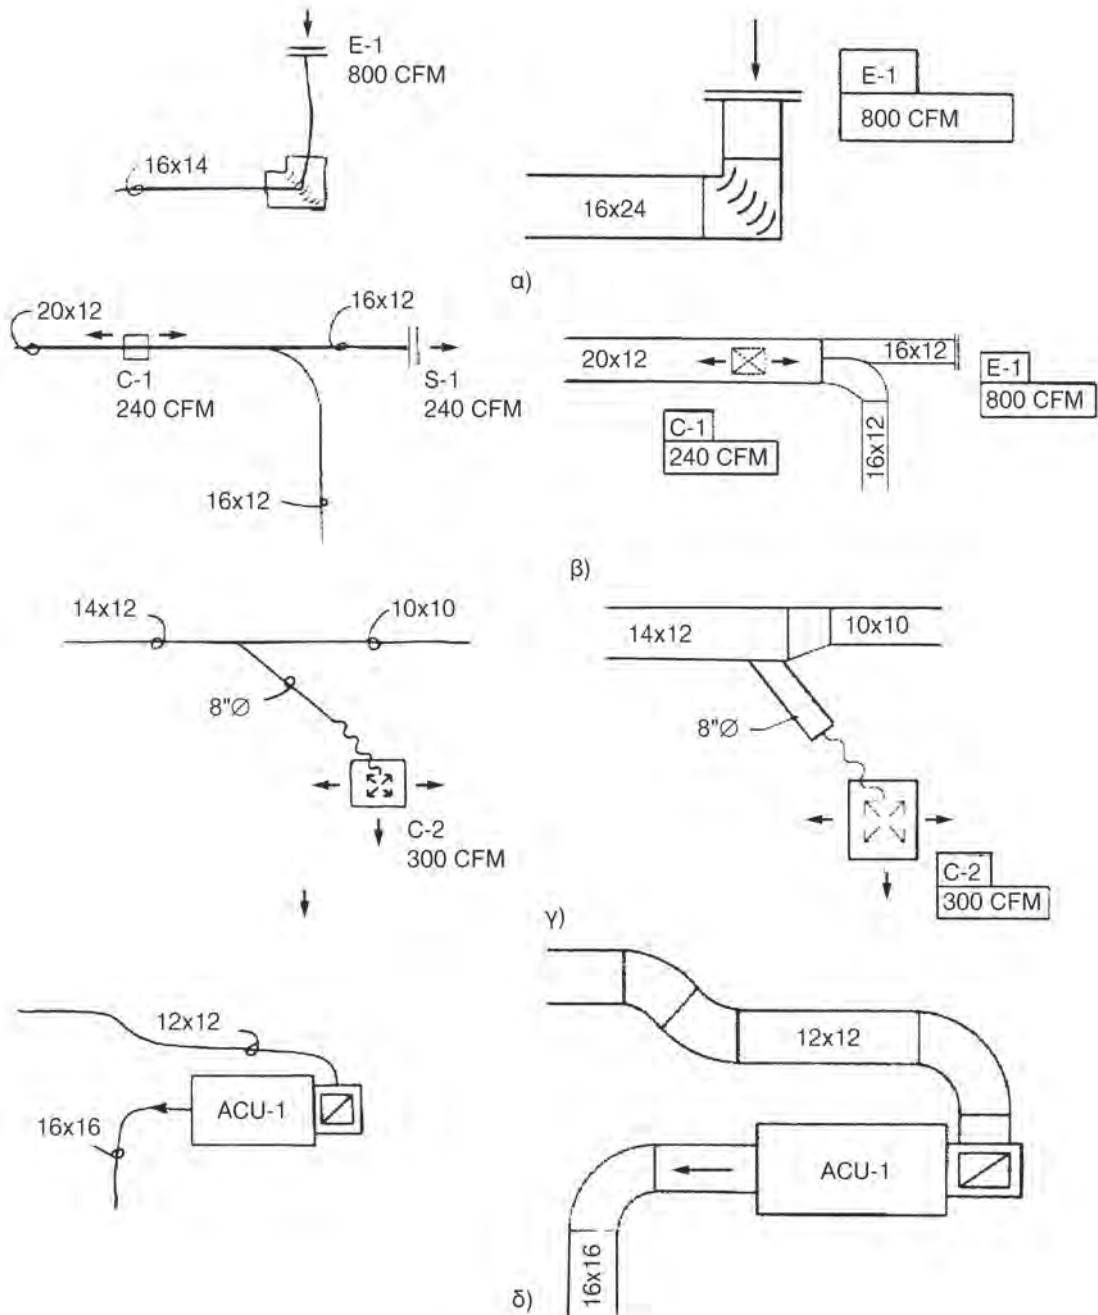 E-1
800 CFM
16x14
E-1
800 CFM
16x24
α)
20x12
16x12
C-1
240 CFM
S-1
240 CFM
16x12
20x12
16x12
E-1
800 CFM
C-1
240 CFM
16x12
β)
14x12
10x10
8"Ø
C-2
300 CFM
14x12
10x10
8"Ø
C-2
300 CFM
γ)
12x12
ACU-1
16x16
12x12
ACU-1
16x16
δ)